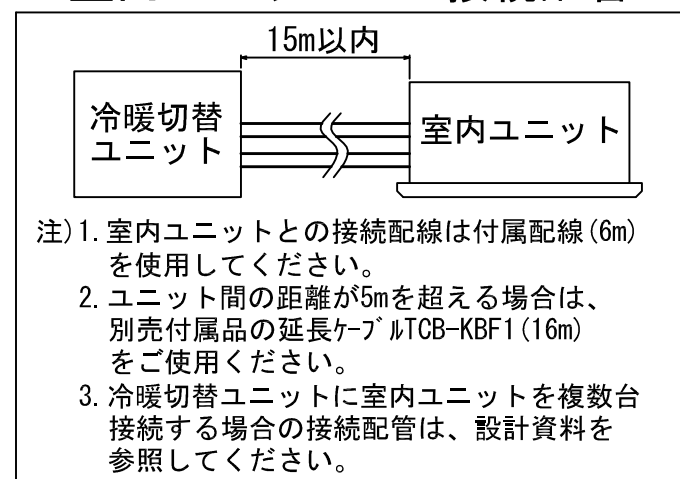 15m以内
冷暖切替
ユニット
室内ユニット
注)1. 室内ユニットとの接続配線は付属配線(6m)
を使用してください。
2. ユニット間の距離が5mを超える場合は、
別売付属品の延長ｹｰﾌﾞﾙTCB-KBF1(16m)
をご使用ください。
3. 冷暖切替ユニットに室内ユニットを複数台
接続する場合の接続配管は、設計資料を
参照してください。